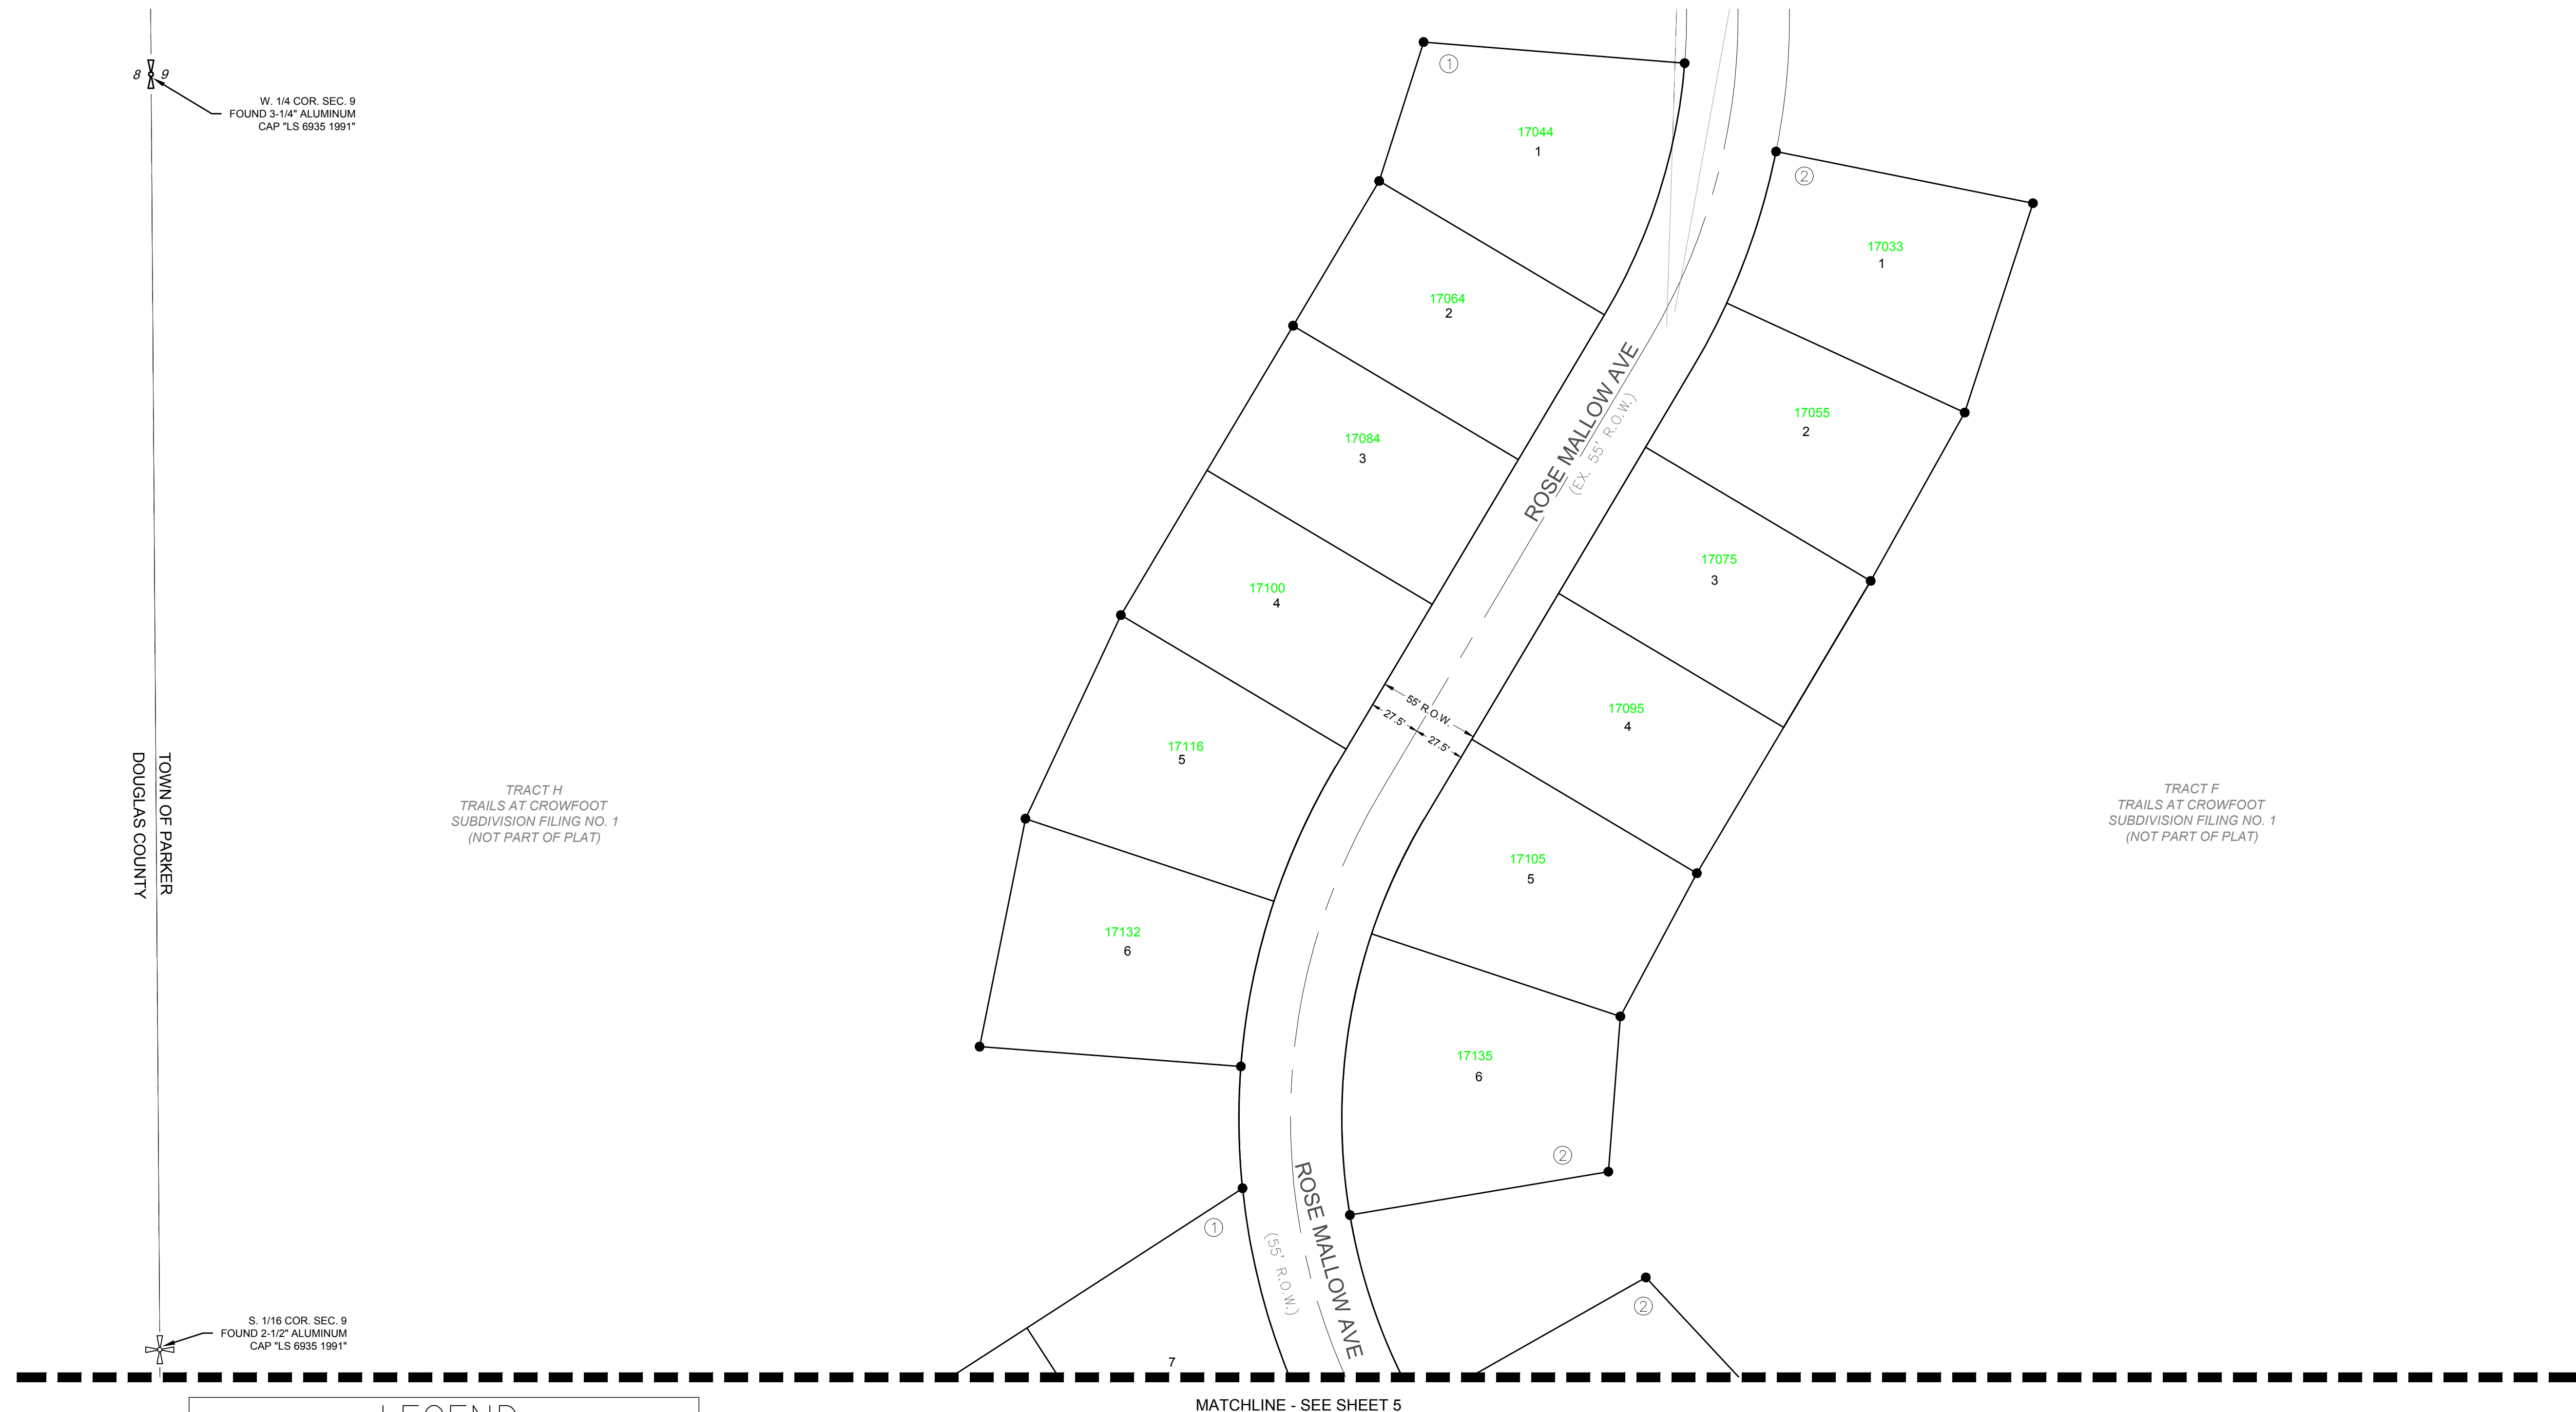 8 9
W. 1/4 COR. SEC. 9
FOUND 3-1/4" ALUMINUM
CAP "LS 6935 1991"
1
17044
1
2
17033
1
17064
2
17055
2
17084
3
ROSE MALLOW AVE
(EX. 55' R.O.W.)
17075
3
17100
4
55' R.O.W.
27.5'
27.5'
17095
4
17116
5
TOWN OF PARKER
DOUGLAS COUNTY
TRACT H
TRAILS AT CROWFOOT
SUBDIVISION FILING NO. 1
(NOT PART OF PLAT)
TRACT F
TRAILS AT CROWFOOT
SUBDIVISION FILING NO. 1
(NOT PART OF PLAT)
17105
5
17132
6
17135
6
2
1
ROSE MALLOW AVE
(55' R.O.W.)
2
S. 1/16 COR. SEC. 9
FOUND 2-1/2" ALUMINUM
CAP "LS 6935 1991"
7
MATCHLINE - SEE SHEET 5
LEGEND